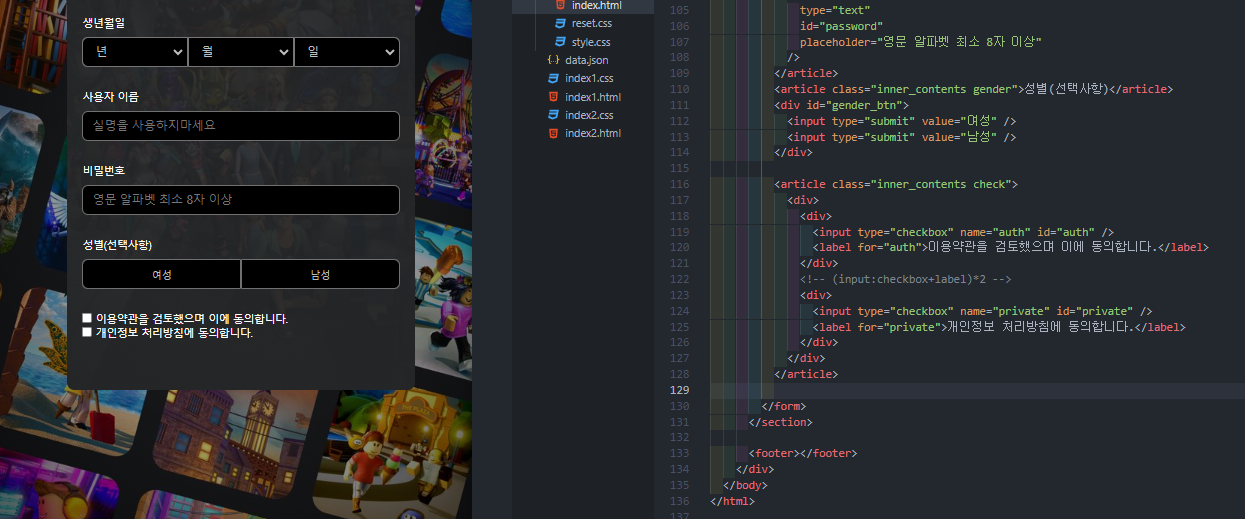 생년월일
년 월 일
사용자 이름
실명을 사용하지마세요
비밀번호
영문 알파벳 최소 8자 이상
성별(선택사항)
여성 남성
이용약관을 검토했으며 이에 동의합니다.
개인정보 처리방침에 동의합니다.
index.html
reset.css
style.css
{..} data.json
index1.css
index1.html
index2.css
index2.html
105 type="text"
106 id="password"
107 placeholder="영문 알파벳 최소 8자 이상"
108 />
109 </article>
110 <article class="inner_contents gender">성별(선택사항)</article>
111 <div id="gender_btn">
112 <input type="submit" value="여성" />
113 <input type="submit" value="남성" />
114 </div>
115
116 <article class="inner_contents check">
117 <div>
118 <div>
119 <input type="checkbox" name="auth" id="auth" />
120 <label for="auth">이용약관을 검토했으며 이에 동의합니다.</label>
121 </div>
122 <!-- (input:checkbox+label)*2 -->
123 <div>
124 <input type="checkbox" name="private" id="private" />
125 <label for="private">개인정보 처리방침에 동의합니다.</label>
126 </div>
127 </div>
128 </article>
129
130 </form>
131 </section>
132
133 <footer></footer>
134 </div>
135 </body>
136 </html>
137